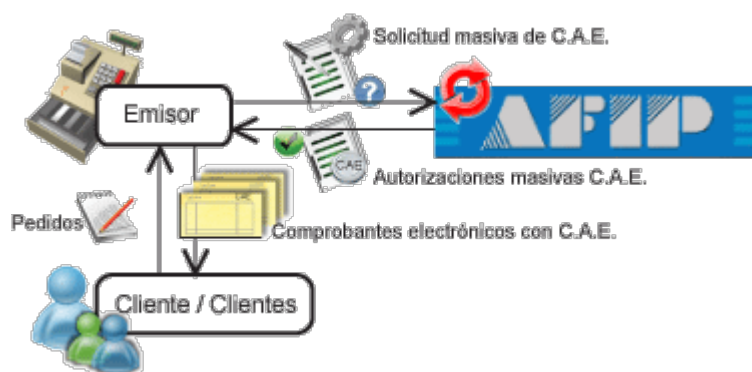 Solicitud masiva de C.A.E.
Emisor
AFIP
CAE
Autorizaciones masivas C.A.E.
Pedidos
Comprobantes electrónicos con C.A.E.
Cliente / Clientes